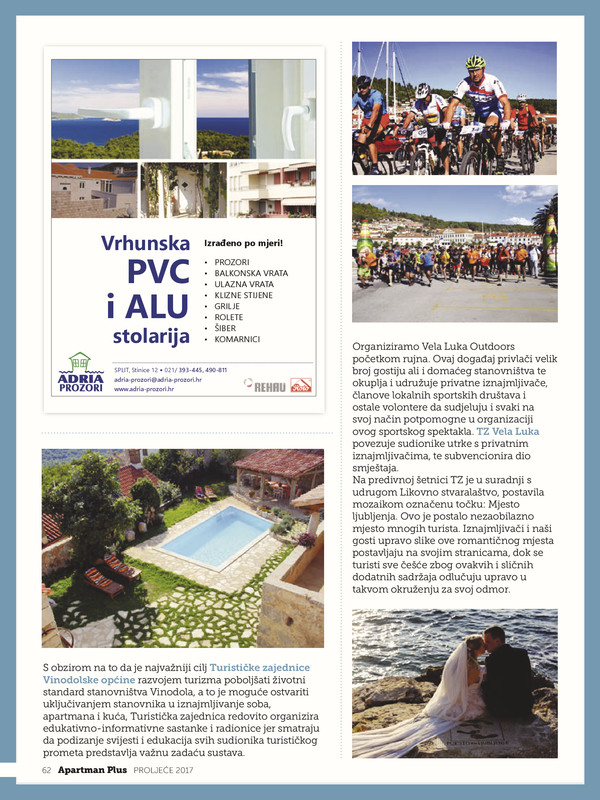 Vrhunska
PVC
i ALU
stolarija
Izrađeno po mjeri!
• PROZORI
• BALKONSKA VRATA
• ULAZNA VRATA
• KLIZNE STIJENE
• GRILJE
• ROLETE
• ŠIBER
• KOMARNICI
ADRIA
PROZORI
SPLIT, Stinice 12 • 021/ 393-445, 490-811
adria-prozori@adria-prozori.hr
www.adria-prozori.hr
REHAU
S obzirom na to da je najvažniji cilj Turističke zajednice
Vinodolske općine razvojem turizma poboljšati životni
standard stanovništva Vinodola, a to je moguće ostvariti
uključivanjem stanovnika u iznajmljivanje soba,
apartmana i kuća, Turistička zajednica redovito organizira
edukativno-informativne sastanke i radionice jer smatraju
da podizanje svijesti i edukacija svih sudionika turističkog
prometa predstavlja važnu zadaću sustava.
Organiziramo Vela Luka Outdoors
početkom rujna. Ovaj događaj privlači velik
broj gostiju ali i domaćeg stanovništva te
okuplja i udružuje privatne iznajmljivače,
članove lokalnih sportskih društava i
ostale volontere da sudjeluju i svaki na
svoj način potpomogne u organizaciji
ovog sportskog spektakla. TZ Vela Luka
povezuje sudionike utrke s privatnim
iznajmljivačima, te subvencionira dio
smještaja.
Na predivnoj šetnici TZ je u suradnji s
udrugom Likovno stvaralaštvo, postavila
mozaikom označenu točku: Mjesto
ljubljenja. Ovo je postalo nezaobilazno
mjesto mnogih turista. Iznajmljivači i naši
gosti upravo slike ove romantičnog mjesta
postavljaju na svojim stranicama, dok se
turisti sve češće zbog ovakvih i sličnih
dodatnih sadržaja odlučuju upravo u
takvom okruženju za svoj odmor.
62 Apartman Plus PROLJEĆE 2017